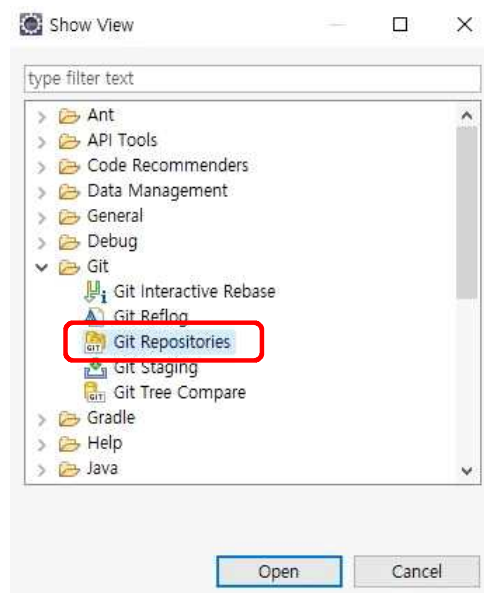 Show View
type filter text
Ant
API Tools
Code Recommenders
Data Management
General
Debug
Git
Git Interactive Rebase
Git Reflog
Git Repositories
Git Staging
Git Tree Compare
Gradle
Help
Java
Open
Cancel